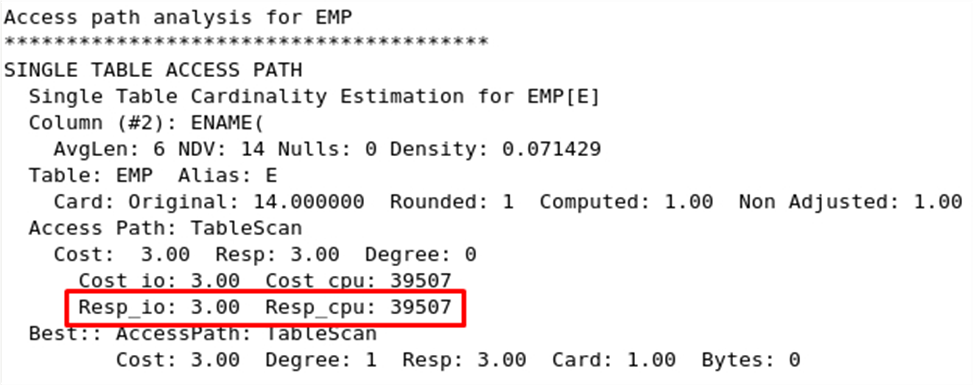 Access path analysis for EMP
***************************************
SINGLE TABLE ACCESS PATH
Single Table Cardinality Estimation for EMP[E]
Column (#2): ENAME(
AvgLen: 6 NDV: 14 Nulls: 0 Density: 0.071429
Table: EMP  Alias: E
Card: Original: 14.000000  Rounded: 1  Computed: 1.00  Non Adjusted: 1.00
Access Path: TableScan
Cost:  3.00  Resp: 3.00  Degree: 0
Cost_io: 3.00  Cost_cpu: 39507
Resp_io: 3.00  Resp_cpu: 39507
Best:: AccessPath: TableScan
Cost: 3.00  Degree: 1  Resp: 3.00  Card: 1.00  Bytes: 0